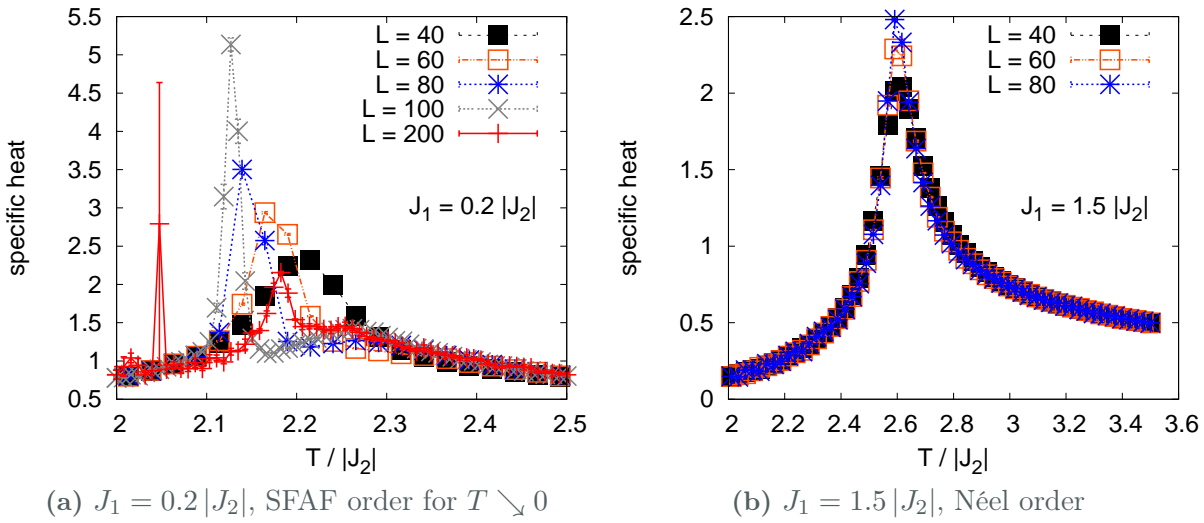 5.5
5
4.5
4
3.5
3
2.5
2
1.5
1
0.5
specific heat
L = 40
L = 60
L = 80
L = 100
L = 200
J₁ = 0.2 |J₂|
2
2.1
2.2
2.3
2.4
2.5
T / |J₂|
(a) J₁ = 0.2 |J₂|, SFAF order for T ↘ 0
2.5
2
1.5
1
0.5
0
specific heat
L = 40
L = 60
L = 80
J₁ = 1.5 |J₂|
2
2.2
2.4
2.6
2.8
3
3.2
3.4
3.6
T / |J₂|
(b) J₁ = 1.5 |J₂|, Néel order